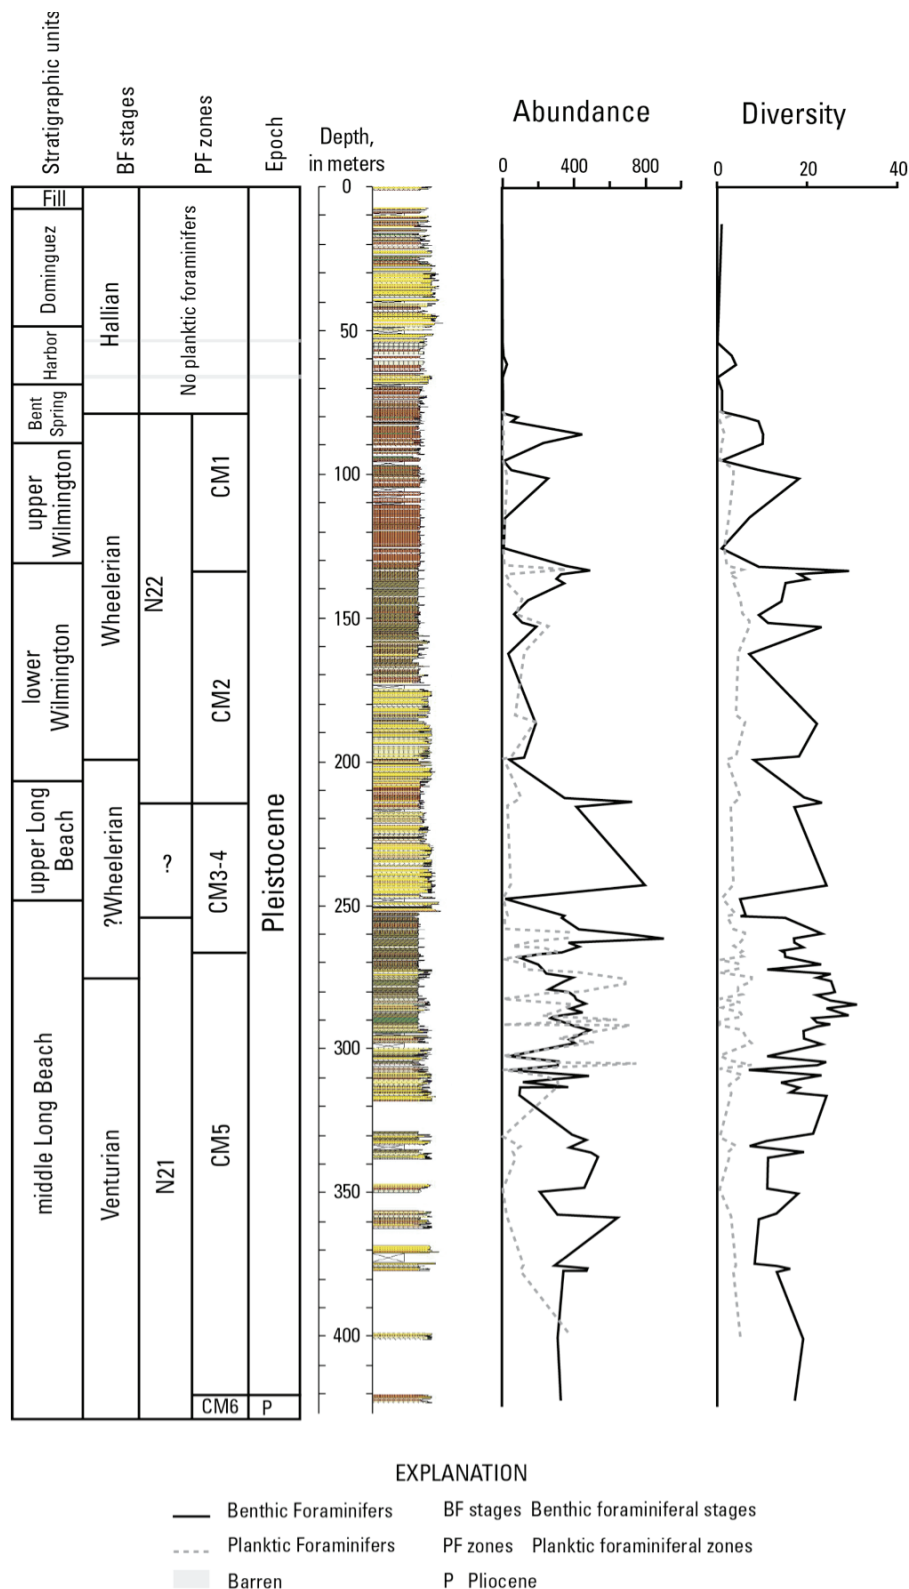 Stratigraphic units
BF stages
PF zones
Epoch
Depth,
in meters
Abundance
Diversity
0 400 800
0 20 40
Fill
Dominguez
Harbor
Bent
Spring
upper
Wilmington
lower
Wilmington
upper Long
Beach
middle Long Beach
Hallian
Wheelerian
?Wheelerian
Venturian
No planktic foraminifers
N22
?
N21
CM1
CM2
CM3-4
CM5
CM6
Pleistocene
P
0
50
100
150
200
250
300
350
400
EXPLANATION
Benthic Foraminifers
Planktic Foraminifers
Barren
BF stages Benthic foraminiferal stages
PF zones Planktic foraminiferal zones
P Pliocene